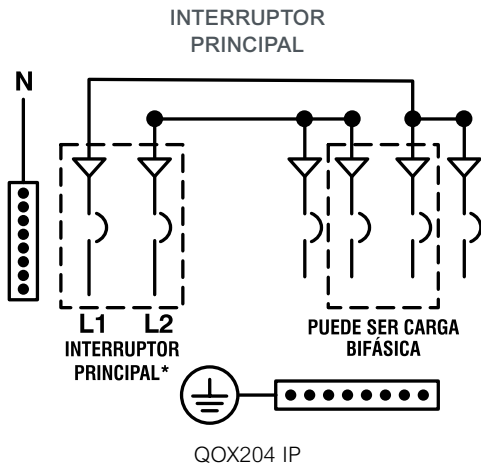 INTERRUPTOR
PRINCIPAL
N
L1 L2
INTERRUPTOR
PRINCIPAL*
PUEDE SER CARGA
BIFÁSICA
QOX204 IP